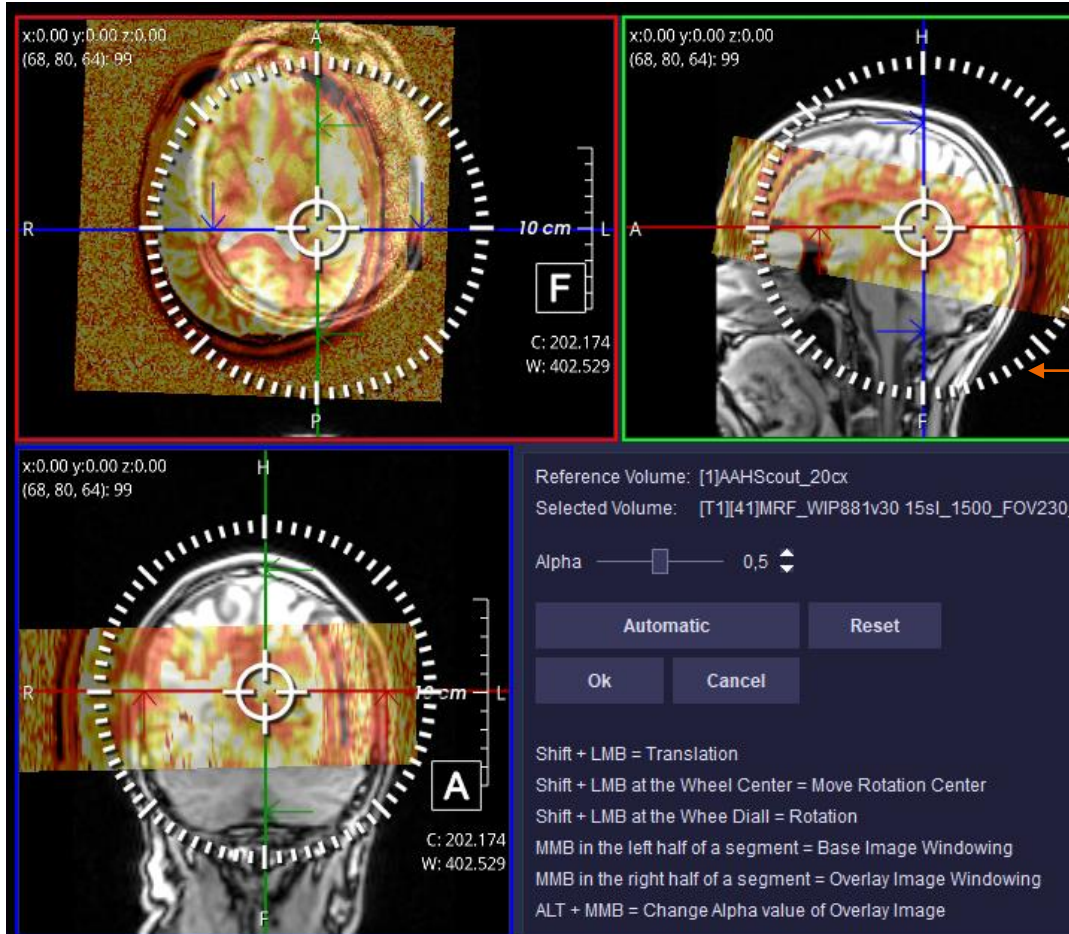 x:0.00 y:0.00 z:0.00
(68, 80, 64): 99
A
R
10 cm
L
F
C: 202.174
W: 402.529
P
x:0.00 y:0.00 z:0.00
(68, 80, 64): 99
H
A
F
x:0.00 y:0.00 z:0.00
(68, 80, 64): 99
H
R
10 cm
L
A
C: 202.174
W: 402.529
F
Reference Volume: [1]AAHScout_20cx
Selected Volume: [T1][41]MRF_WIP881v30 15sl_1500_FOV230_
Alpha 0,5
Automatic Reset
Ok Cancel
Shift + LMB = Translation
Shift + LMB at the Wheel Center = Move Rotation Center
Shift + LMB at the Whee Diall = Rotation
MMB in the left half of a segment = Base Image Windowing
MMB in the right half of a segment = Overlay Image Windowing
ALT + MMB = Change Alpha value of Overlay Image